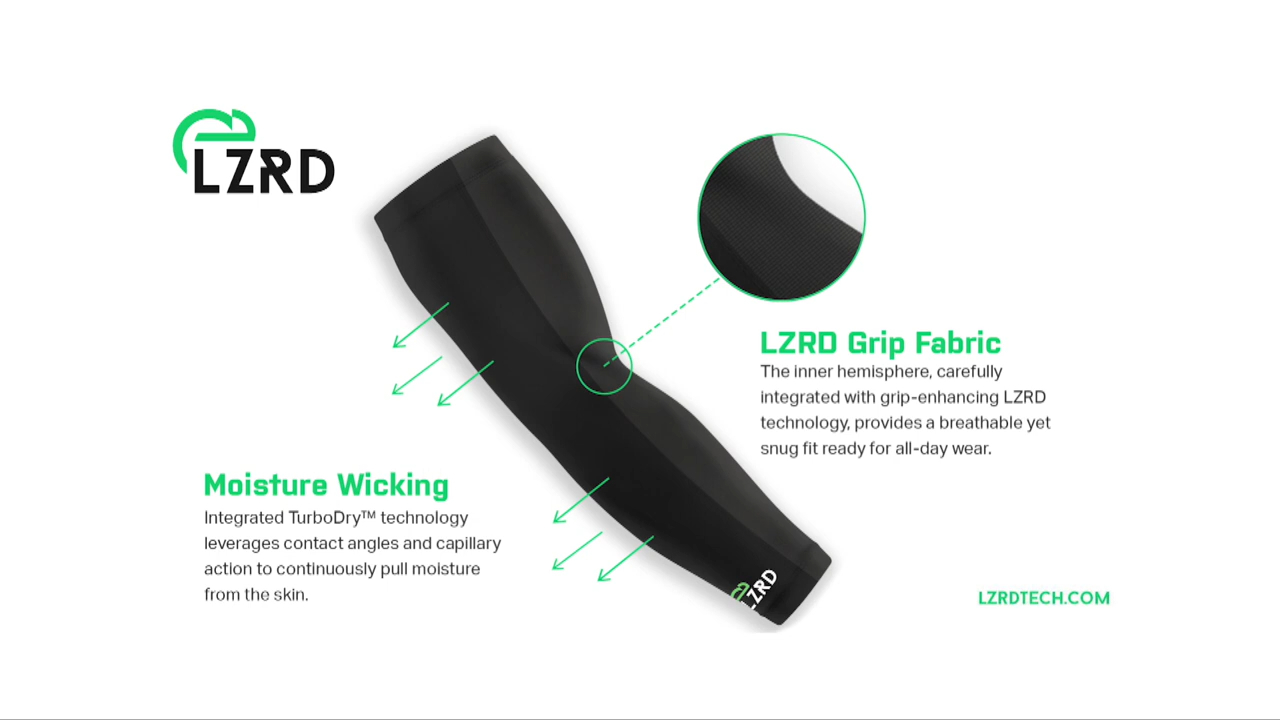 LZRD
LZRD Grip Fabric
The inner hemisphere, carefully
integrated with grip-enhancing LZRD
technology, provides a breathable yet
snug fit ready for all-day wear.
Moisture Wicking
Integrated TurboDry™ technology
leverages contact angles and capillary
action to continuously pull moisture
from the skin.
LZRD
LZRDTECH.COM